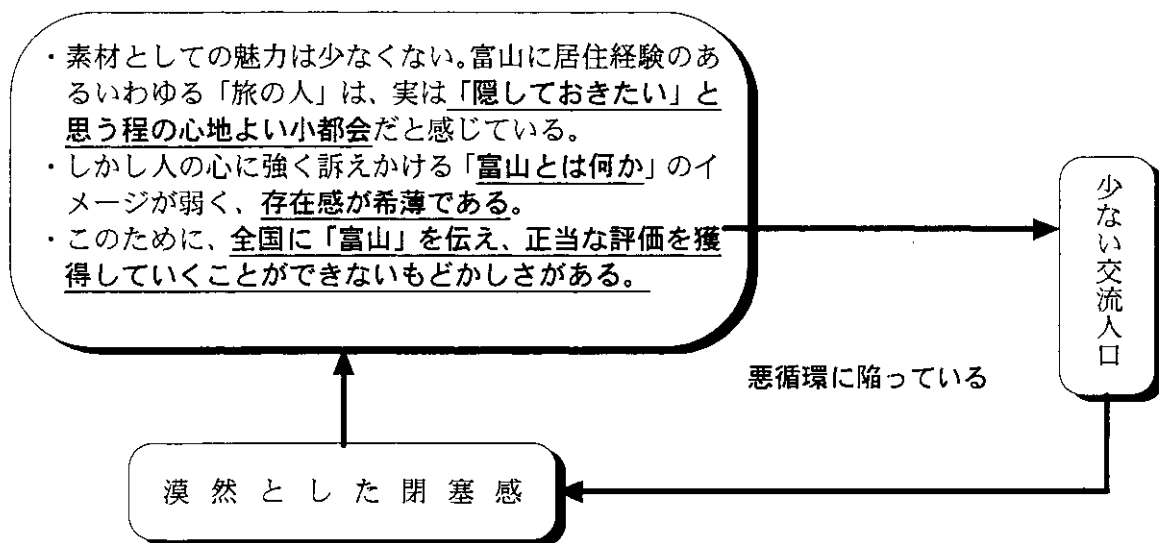 ・素材としての魅力は少なくない。富山に居住経験のあ
るいわゆる「旅の人」は、実は「隠しておきたい」と
思う程の心地よい小都会だと感じている。
・しかし人の心に強く訴えかける「富山とは何か」のイ
メージが弱く、存在感が希薄である。
・このために、全国に「富山」を伝え、正当な評価を獲
得していくことができないもどかしさがある。
少ない交流人口
悪循環に陥っている
漠然とした閉塞感